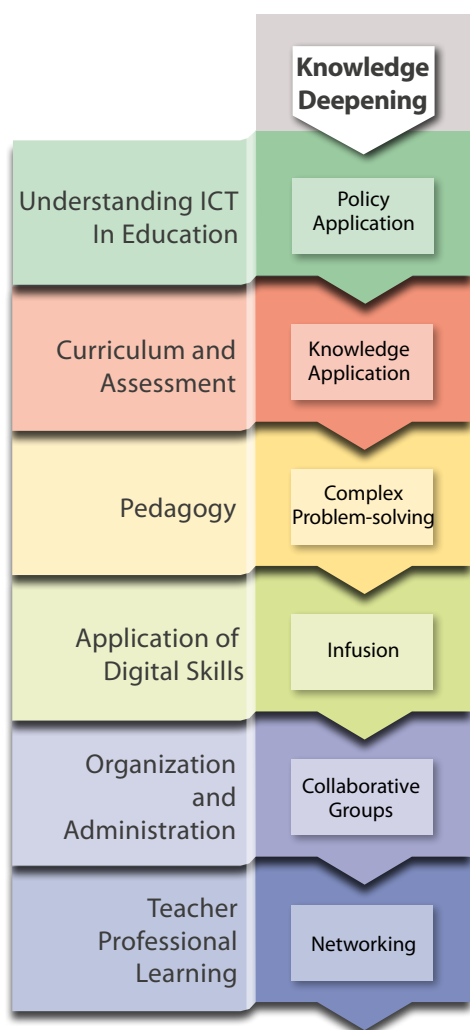 Knowledge
Deepening
Understanding ICT
In Education
Policy
Application
Curriculum and
Assessment
Knowledge
Application
Pedagogy
Complex
Problem-solving
Application of
Digital Skills
Infusion
Organization
and
Administration
Collaborative
Groups
Teacher
Professional
Learning
Networking